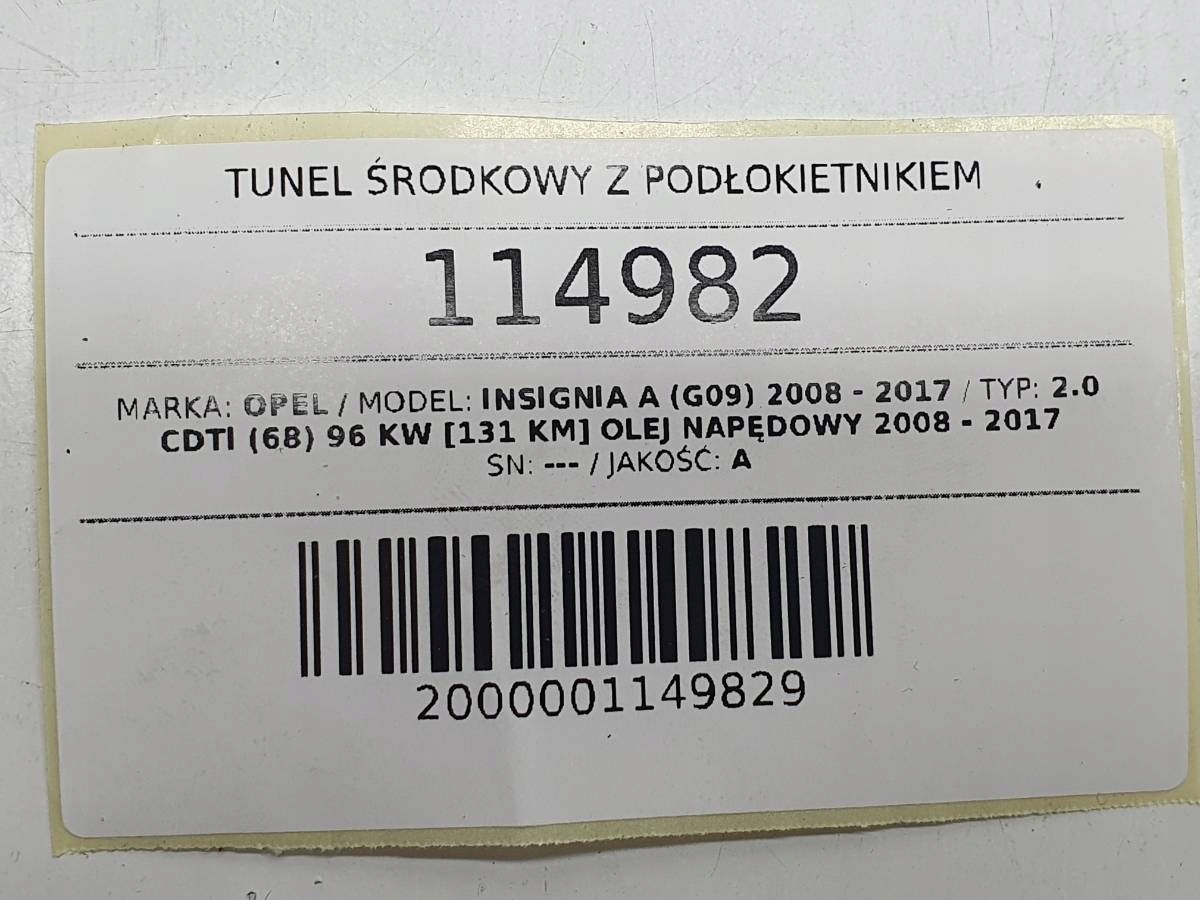 TUNEL ŚRODKOWY Z PODŁOKIETNIKIEM
114982
MARKA: OPEL / MODEL: INSIGNIA A (G09) 2008 - 2017 / TYP: 2.0
CDTI (68) 96 KW [131 KM] OLEJ NAPĘDOWY 2008 - 2017
SN: --- / JAKOŚĆ: A
2000001149829